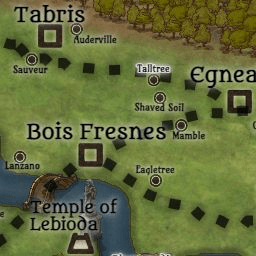 Tabris
Auderville
Sauveur
Talltree
Egnea
Shaved Soil
Mamble
Bois Fresnes
Lanzano
Eagletree
Temple of
Lebioda